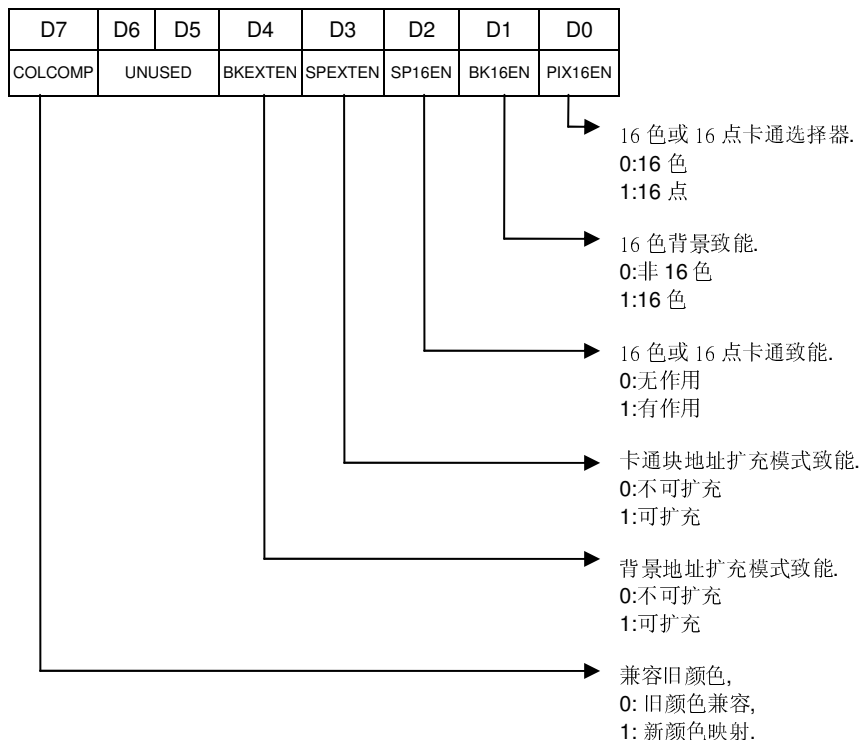 D7 D6 D5 D4 D3 D2 D1 D0
COLCOMP UNUSED BKEXTEN SPEXTEN SP16EN BK16EN PIX16EN
16 色或 16 点卡通选择器.
0:16 色
1:16 点
16 色背景致能.
0:非 16 色
1:16 色
16 色或 16 点卡通致能.
0:无作用
1:有作用
卡通块地址扩充模式致能.
0:不可扩充
1:可扩充
背景地址扩充模式致能.
0:不可扩充
1:可扩充
兼容旧颜色,
0: 旧颜色兼容,
1: 新颜色映射.